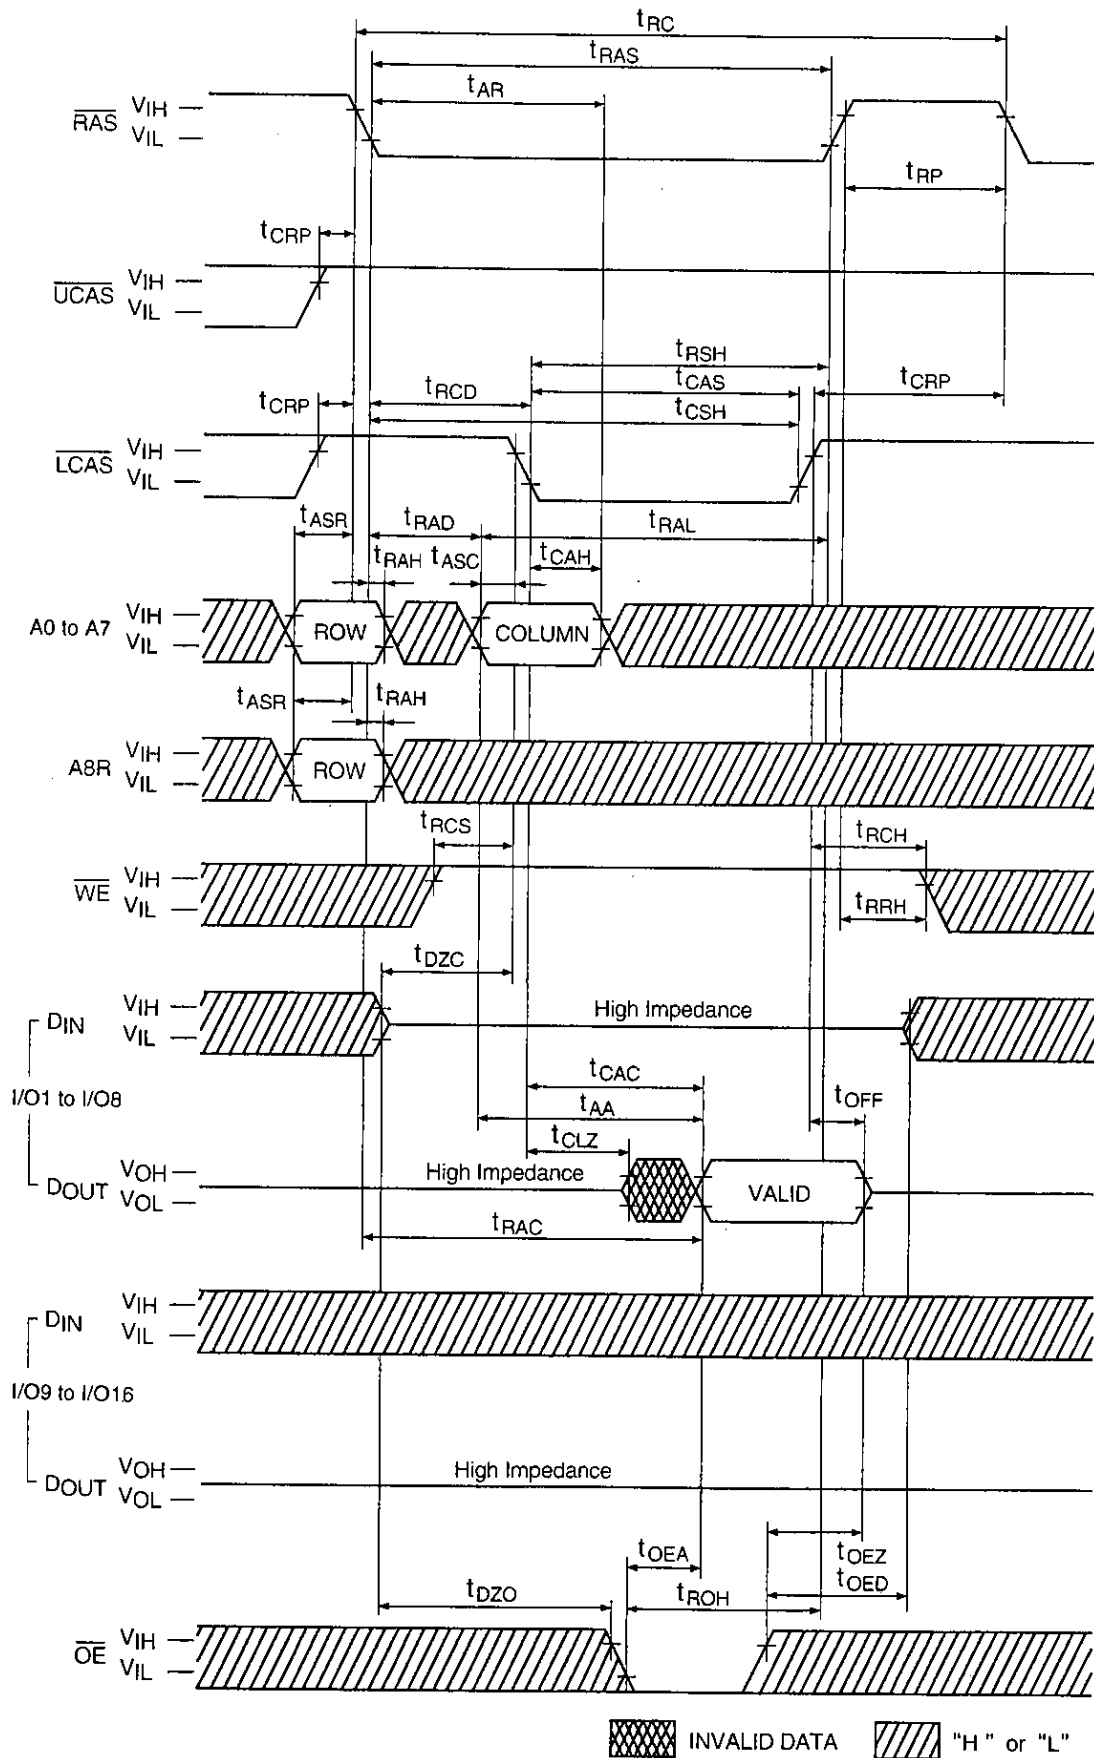 tRC
tRAS
tAR
RAS VIH VIL
tRP
tCRP
UCAS VIH VIL
tRSH
tCAS
tCRP
tRCD
tCRP
tCSH
LCAS VIH VIL
tASR
tRAD
tRAL
tRAH
tASC
tCAH
A0 to A7 VIH VIL ROW COLUMN
tASR
tRAH
A8R VIH VIL ROW
tRCS
tRCH
WE VIH VIL
tRRH
tDZC
DIN VIH VIL High Impedance
I/O1 to I/O8
tCAC
tOFF
tAA
tCLZ
DOUT VOH VOL High Impedance VALID
tRAC
DIN VIH VIL
I/O9 to I/O16
DOUT VOH VOL High Impedance
tOEA
tOEZ
tDZO
tROH
tOED
OE VIH VIL
INVALID DATA "H" or "L"